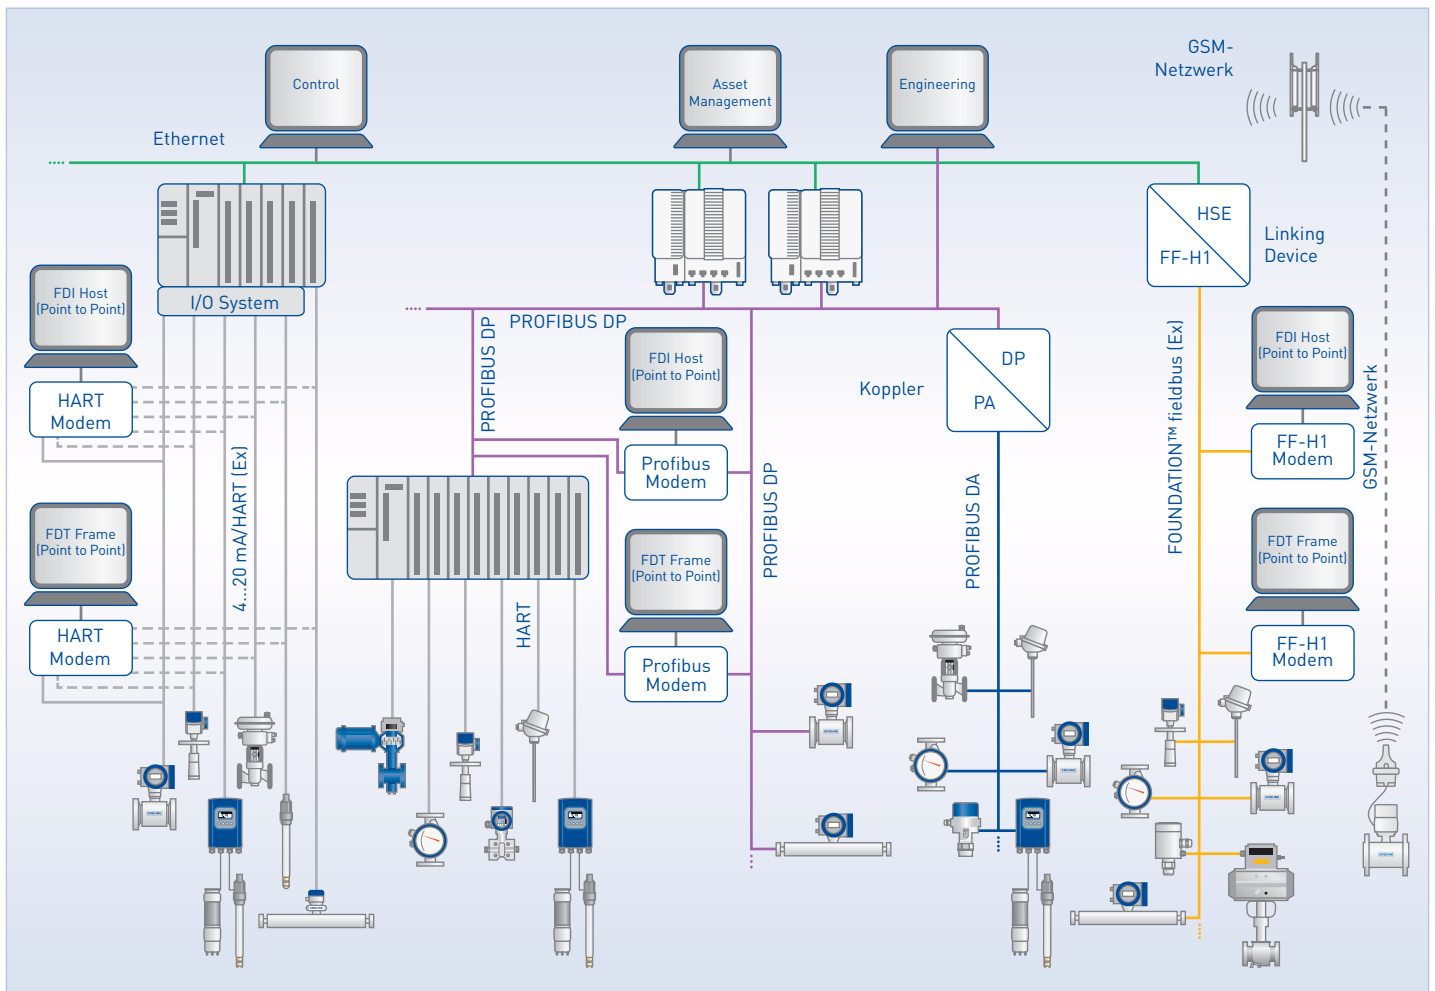 GSM-
Netzwerk
Control
Asset
Management
Engineering
Ethernet
HSE
FF-H1
Linking
Device
I/O System
FDI Host
(Point to Point)
HART
Modem
4...20 mA/HART (Ex)
FDT Frame
(Point to Point)
HART
Modem
PROFIBUS DP
PROFIBUS DP
FDI Host
(Point to Point)
Profibus
Modem
PROFIBUS DP
FDT Frame
(Point to Point)
Profibus
Modem
HART
Koppler
DP
PA
PROFIBUS DA
FOUNDATION™ fieldbus (Ex)
FDI Host
(Point to Point)
FF-H1
Modem
FDT Frame
(Point to Point)
FF-H1
Modem
GSM-Netzwerk